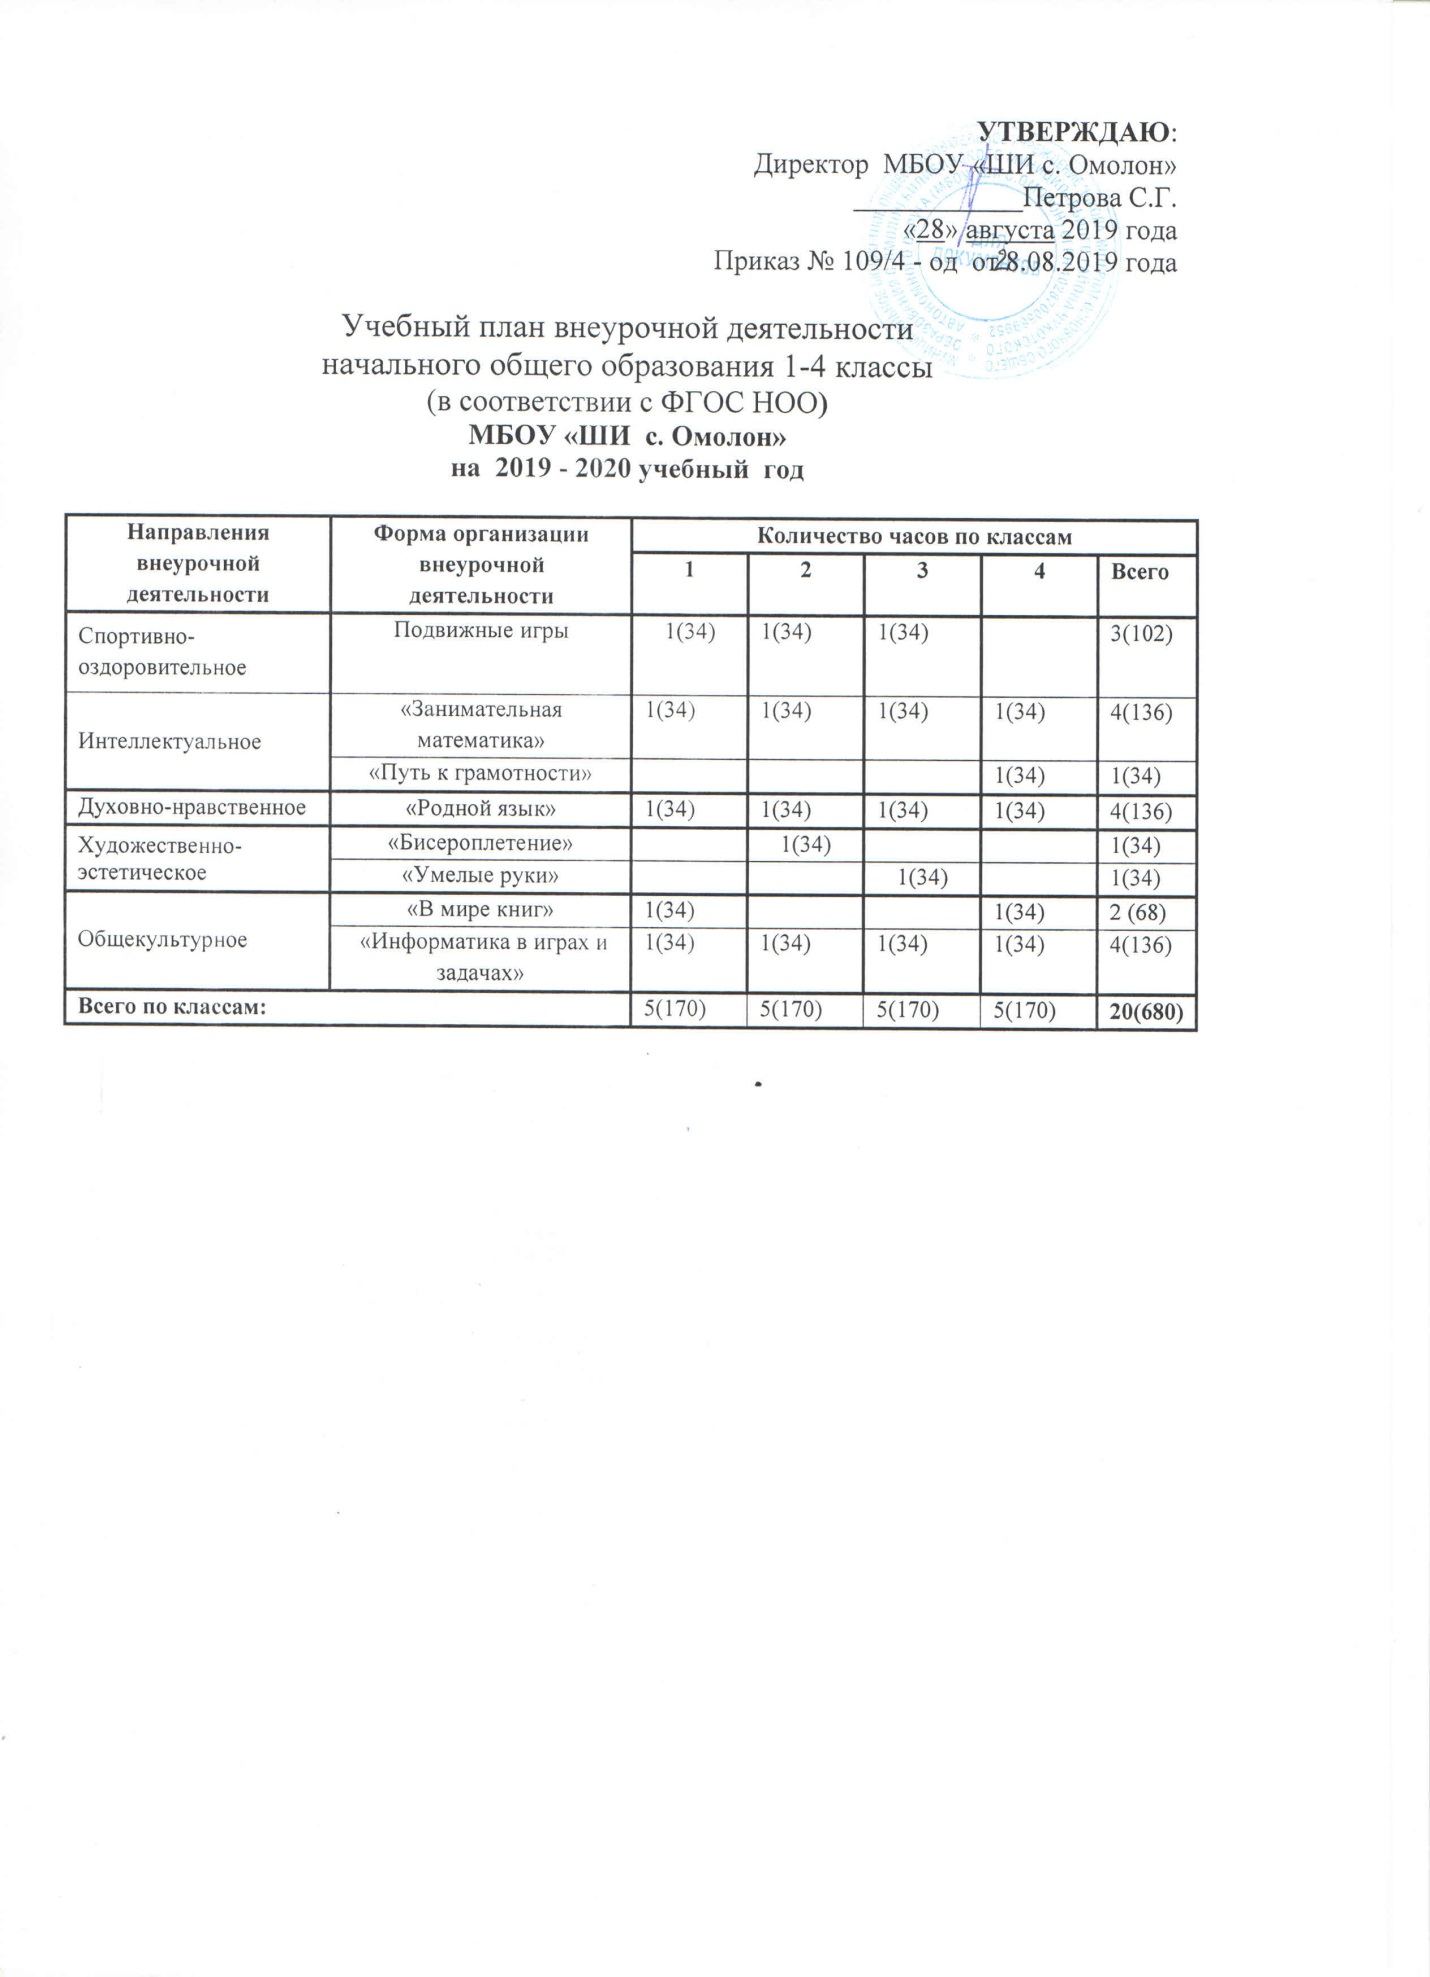 УТВЕРЖДАЮ:
Директор МБОУ «ШИ с. Омолон»
____________Петрова С.Г.
«28» августа 2019 года
Приказ № 109/4 - од от28.08.2019 года
Учебный план внеурочной деятельности
начального общего образования 1-4 классы
(в соответствии с ФГОС НОО)
МБОУ «ШИ с. Омолон»
на 2019 - 2020 учебный год
Направления внеурочной деятельности Форма организации внеурочной деятельности Количество часов по классам
1 2 3 4 Всего
Спортивно-оздоровительное Подвижные игры 1(34) 1(34) 1(34) 3(102)
Интеллектуальное «Занимательная математика» 1(34) 1(34) 1(34) 1(34) 4(136)
«Путь к грамотности» 1(34) 1(34)
Духовно-нравственное «Родной язык» 1(34) 1(34) 1(34) 1(34) 4(136)
Художественно-эстетическое «Бисероплетение» 1(34) 1(34)
«Умелые руки» 1(34) 1(34)
Общекультурное «В мире книг» 1(34) 1(34) 2 (68)
«Информатика в играх и задачах» 1(34) 1(34) 1(34) 1(34) 4(136)
Всего по классам: 5(170) 5(170) 5(170) 5(170) 20(680)